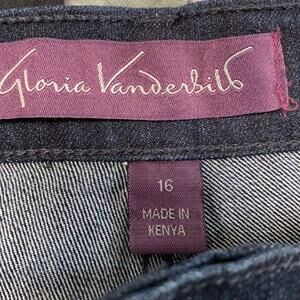 Gloria Vanderbilt
16
MADE IN
KENYA